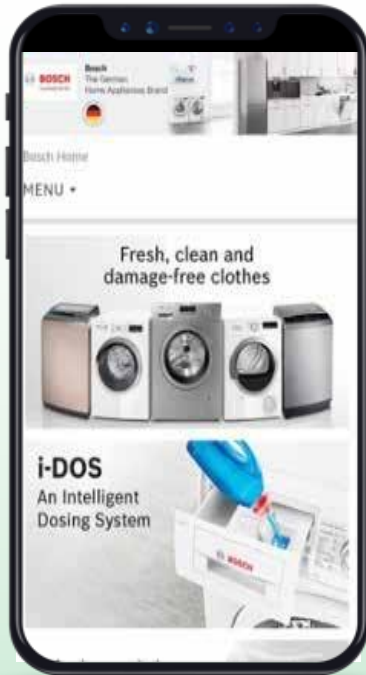 BOSCH
Bosch
The German
Home Appliances Brand
Bosch Home
MENU
Fresh, clean and
damage-free clothes
i-DOS
An Intelligent
Dosing System
BOSCH